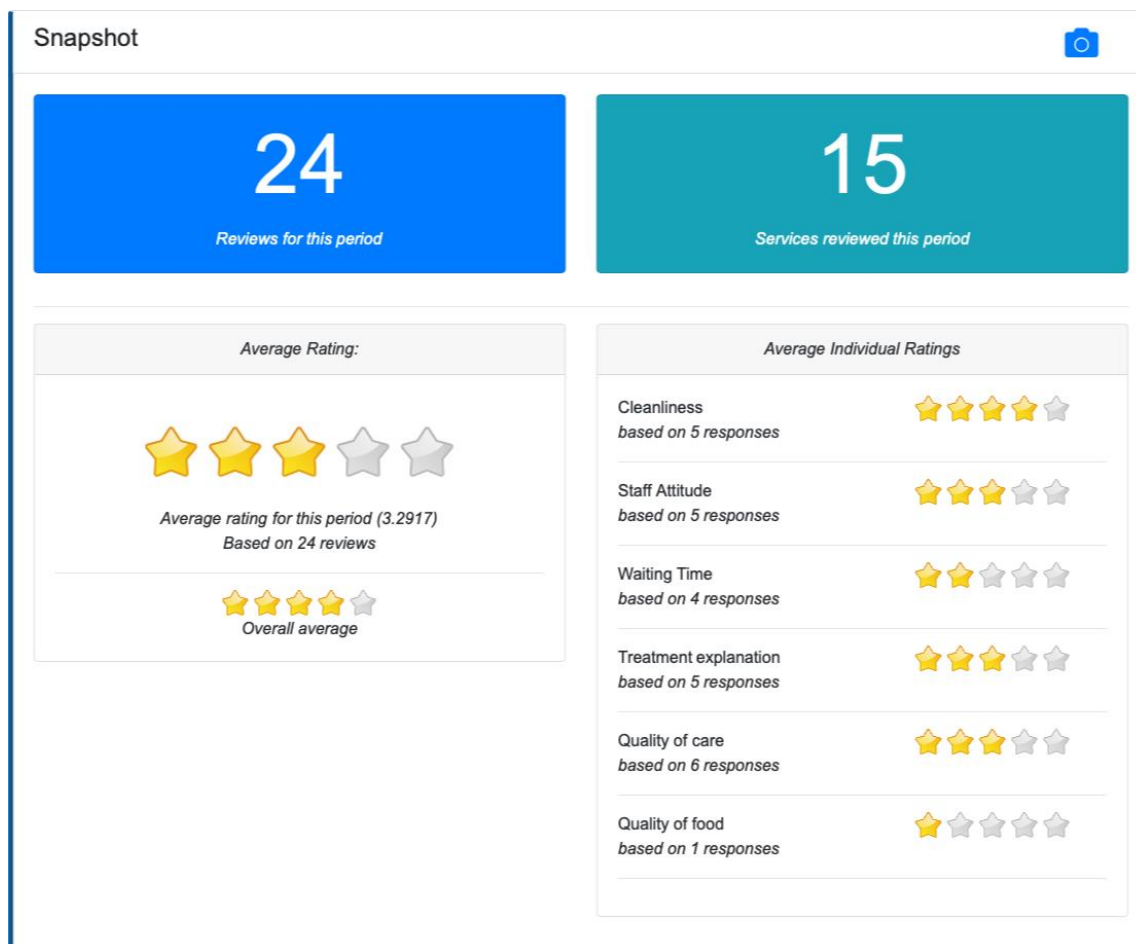 Snapshot
24
Reviews for this period
15
Services reviewed this period
Average Rating:
Average rating for this period (3.2917)
Based on 24 reviews
Overall average
Average Individual Ratings
Cleanliness
based on 5 responses
Staff Attitude
based on 5 responses
Waiting Time
based on 4 responses
Treatment explanation
based on 5 responses
Quality of care
based on 6 responses
Quality of food
based on 1 responses